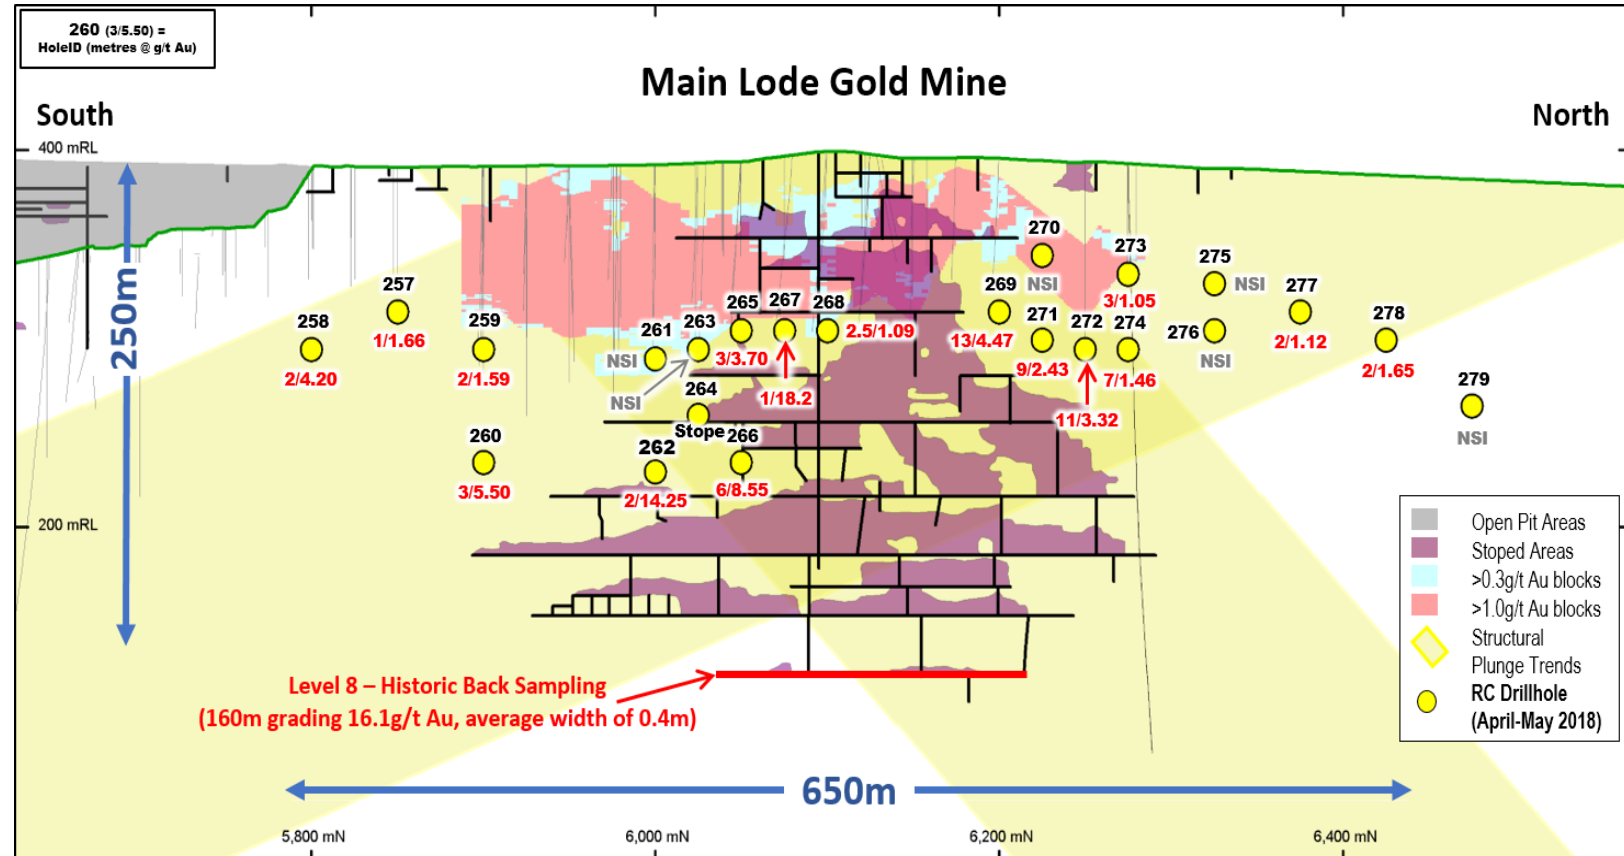 260 (3/5.50) =
HoleID (metres @ g/t Au)
Main Lode Gold Mine
South
North
400 mRL
250m
200 mRL
257
1/1.66
258
2/4.20
259
2/1.59
260
3/5.50
261
NSI
262
2/14.25
263
NSI
264
Stope
265
3/3.70
266
6/8.55
267
1/18.2
268
2.5/1.09
269
13/4.47
270
NSI
271
9/2.43
272
11/3.32
273
3/1.05
274
7/1.46
275
NSI
276
NSI
277
2/1.12
278
2/1.65
279
NSI
Level 8 – Historic Back Sampling
(160m grading 16.1g/t Au, average width of 0.4m)
Open Pit Areas
Stoped Areas
>0.3g/t Au blocks
>1.0g/t Au blocks
Structural
Plunge Trends
RC Drillhole
(April-May 2018)
650m
5,800 mN
6,000 mN
6,200 mN
6,400 mN